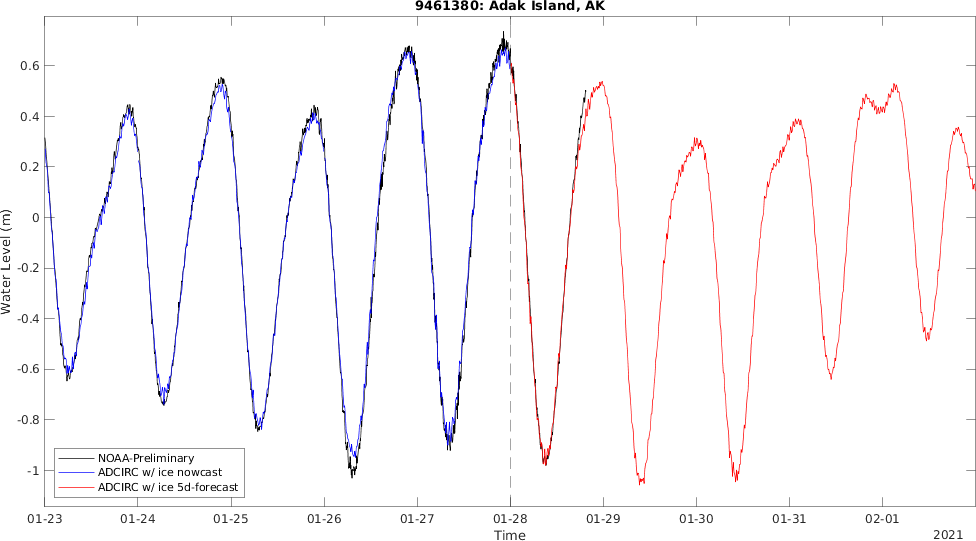 9461380: Adak Island, AK
0.6
0.4
0.2
0
-0.2
-0.4
-0.6
-0.8
-1
Water Level (m)
NOAA-Preliminary
ADCIRC w/ ice nowcast
ADCIRC w/ ice 5d-forecast
01-23 01-24 01-25 01-26 01-27 01-28 01-29 01-30 01-31 02-01
Time
2021